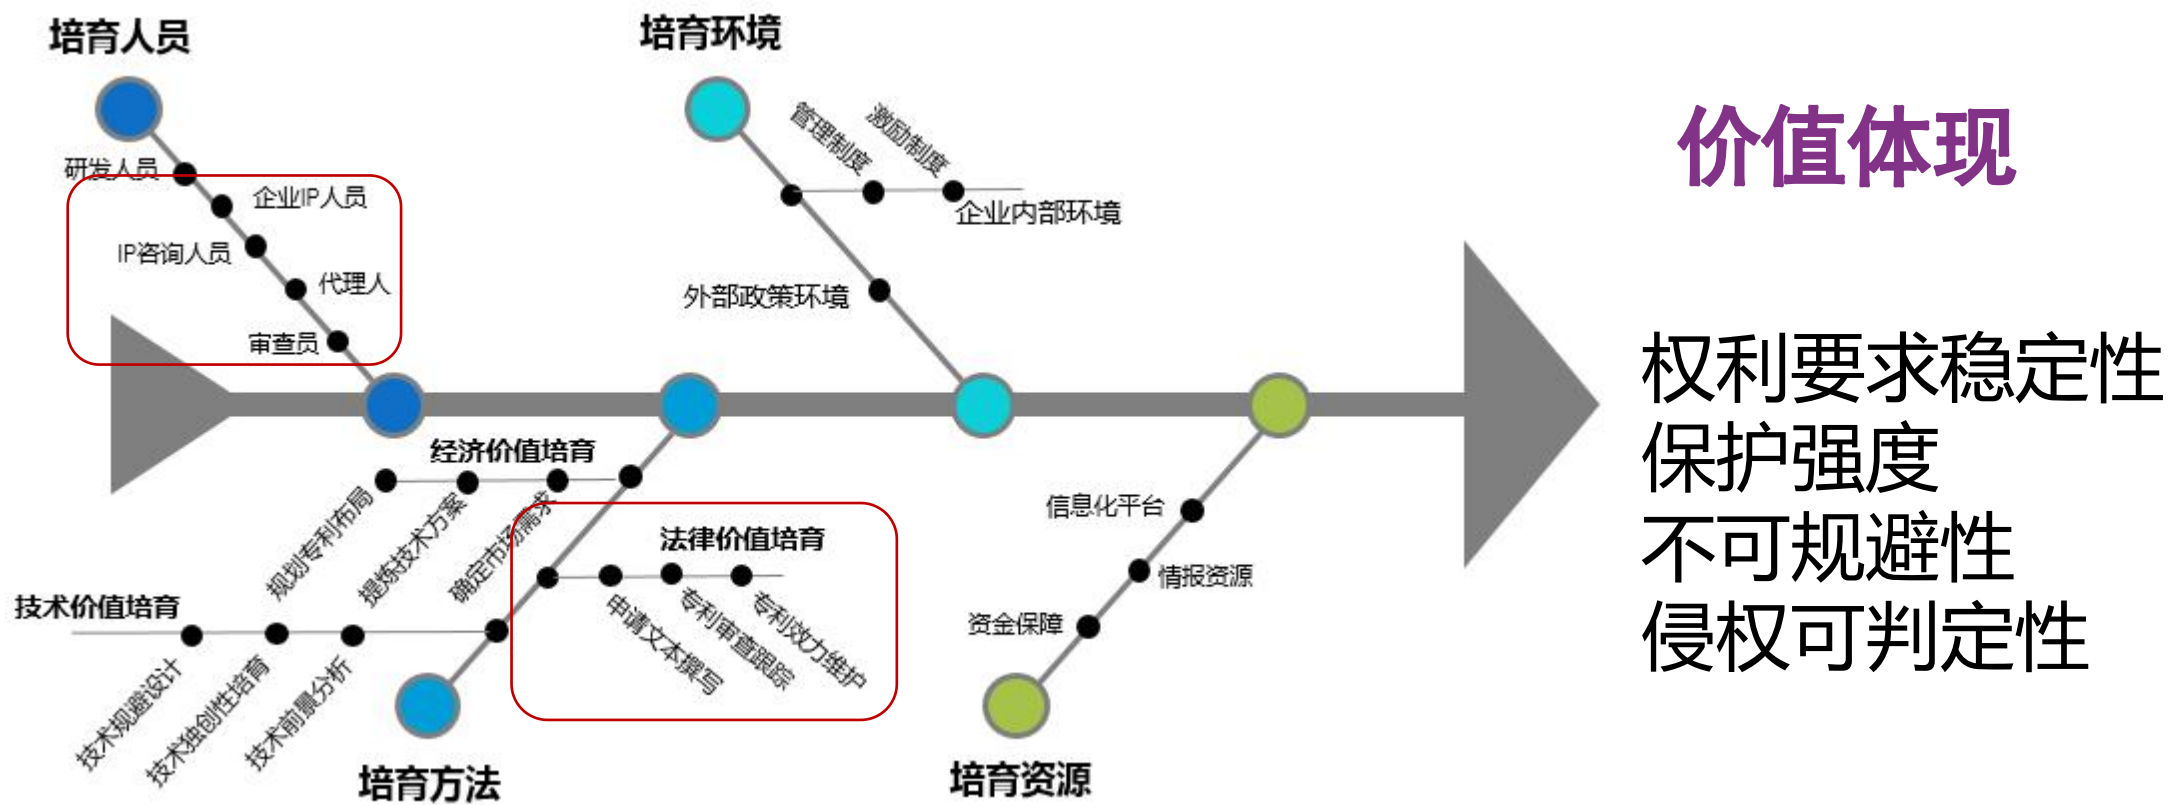 培育人员
培育环境
价值体现
研发人员
企业IP人员
IP咨询人员
代理人
审查员
管理制度
激励制度
企业内部环境
外部政策环境
权利要求稳定性
保护强度
不可规避性
侵权可判定性
经济价值培育
规划专利布局
提炼技术方案
确定市场需求
法律价值培育
申请文本撰写
专利审查跟踪
专利效力维护
技术价值培育
技术规避设计
技术独创性培育
技术前景分析
培育方法
信息化平台
情报资源
资金保障
培育资源